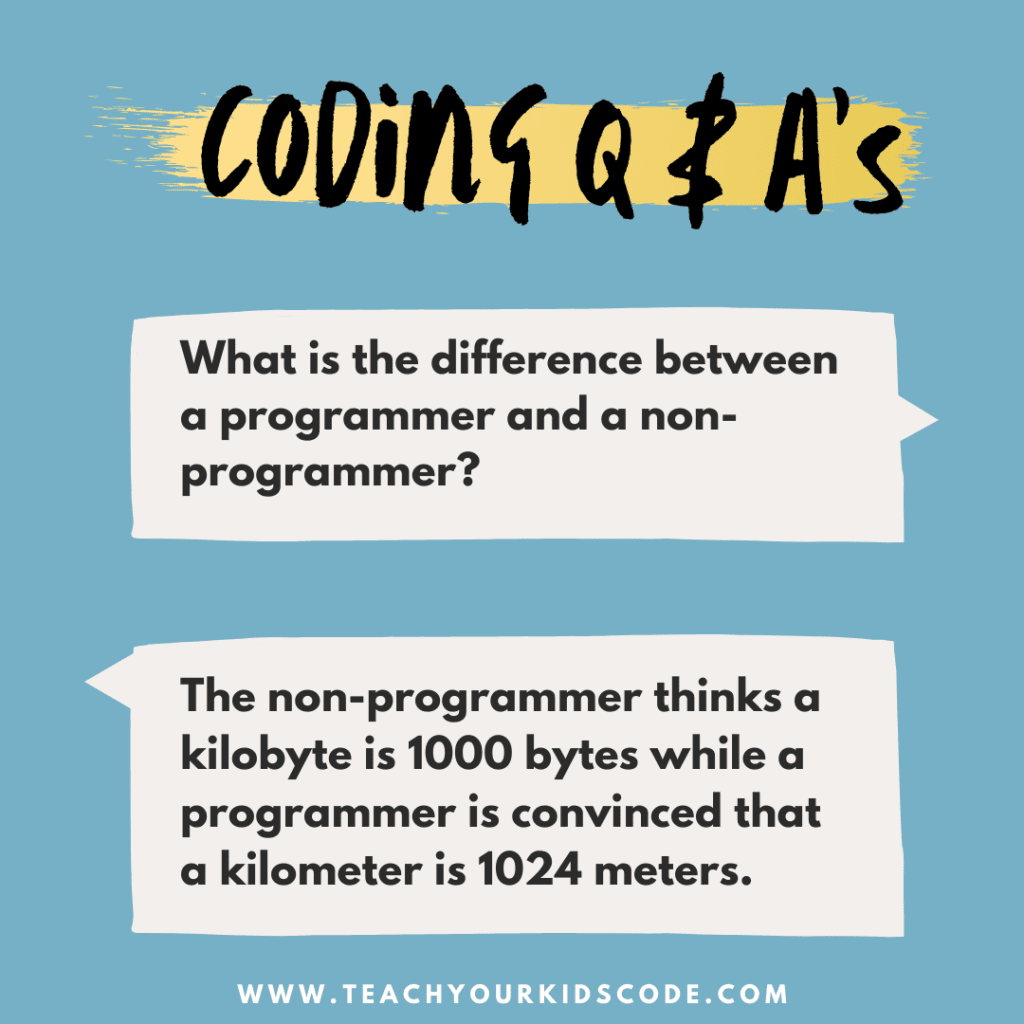 CODING Q & A's
What is the difference between
a programmer and a non-
programmer?
The non-programmer thinks a
kilobyte is 1000 bytes while a
programmer is convinced that
a kilometer is 1024 meters.
WWW.TEACHYOURKIDSCODE.COM